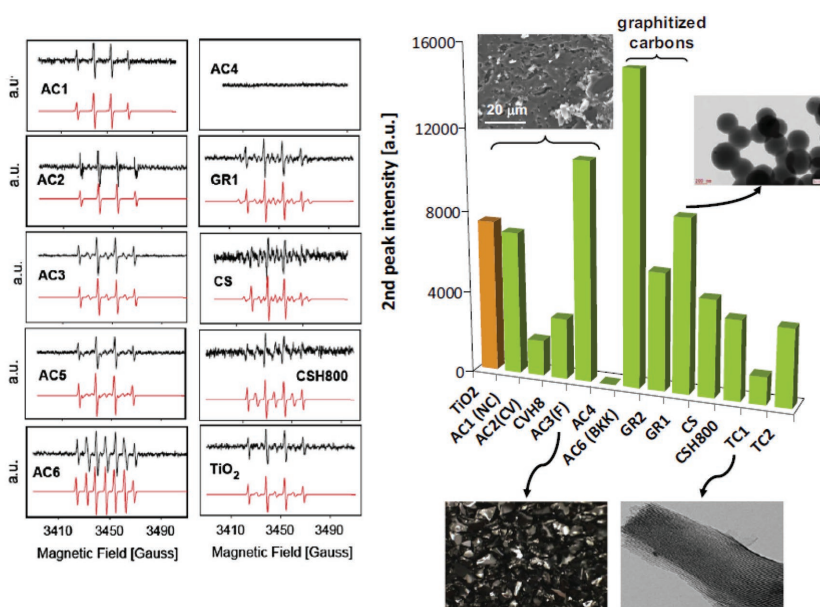 a.u.
AC1
AC4
a.u.
AC2
GR1
a.u.
AC3
CS
a.u.
AC5
CSH800
a.u.
AC6
TiO2
3410 3450 3490
3410 3450 3490
Magnetic Field [Gauss]
Magnetic Field [Gauss]
graphitized
carbons
20 μm
2nd peak intensity [a.u.]
16000
12000
8000
4000
0
TiO2
AC1 (NC)
AC2(CV)
CVH8
AC3(F)
AC4
AC6 (BKK)
GR2
GR1
CS
CSH800
TC1
TC2